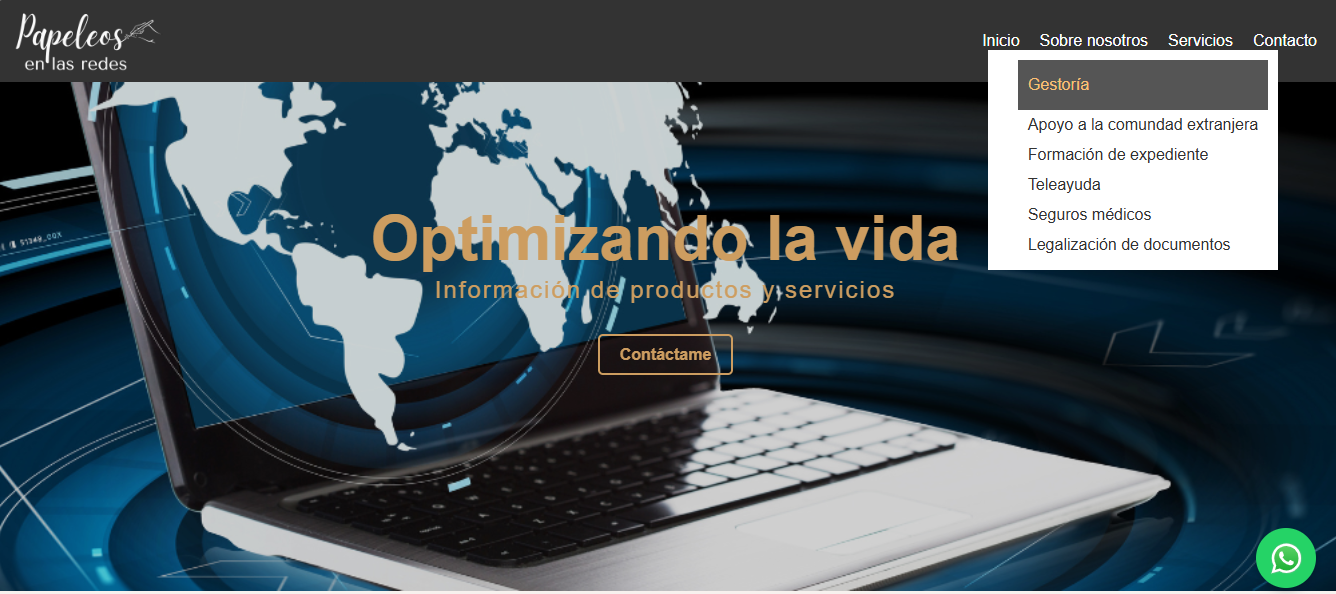 Papeleos
en las redes
Inicio Sobre nosotros Servicios Contacto
Gestoría
Apoyo a la comundad extranjera
Formación de expediente
Teleayuda
Seguros médicos
Legalización de documentos
Optimizando la vida
Información de productos y servicios
Contáctame